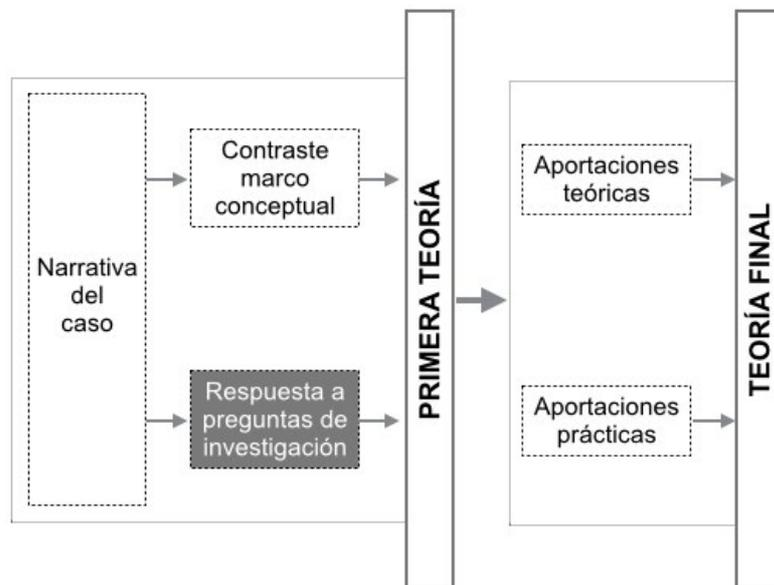 Narrativa
del
caso
Contraste
marco
conceptual
Respuesta a
preguntas de
investigación
PRIMERA TEORÍA
Aportaciones
teóricas
Aportaciones
prácticas
TEORÍA FINAL